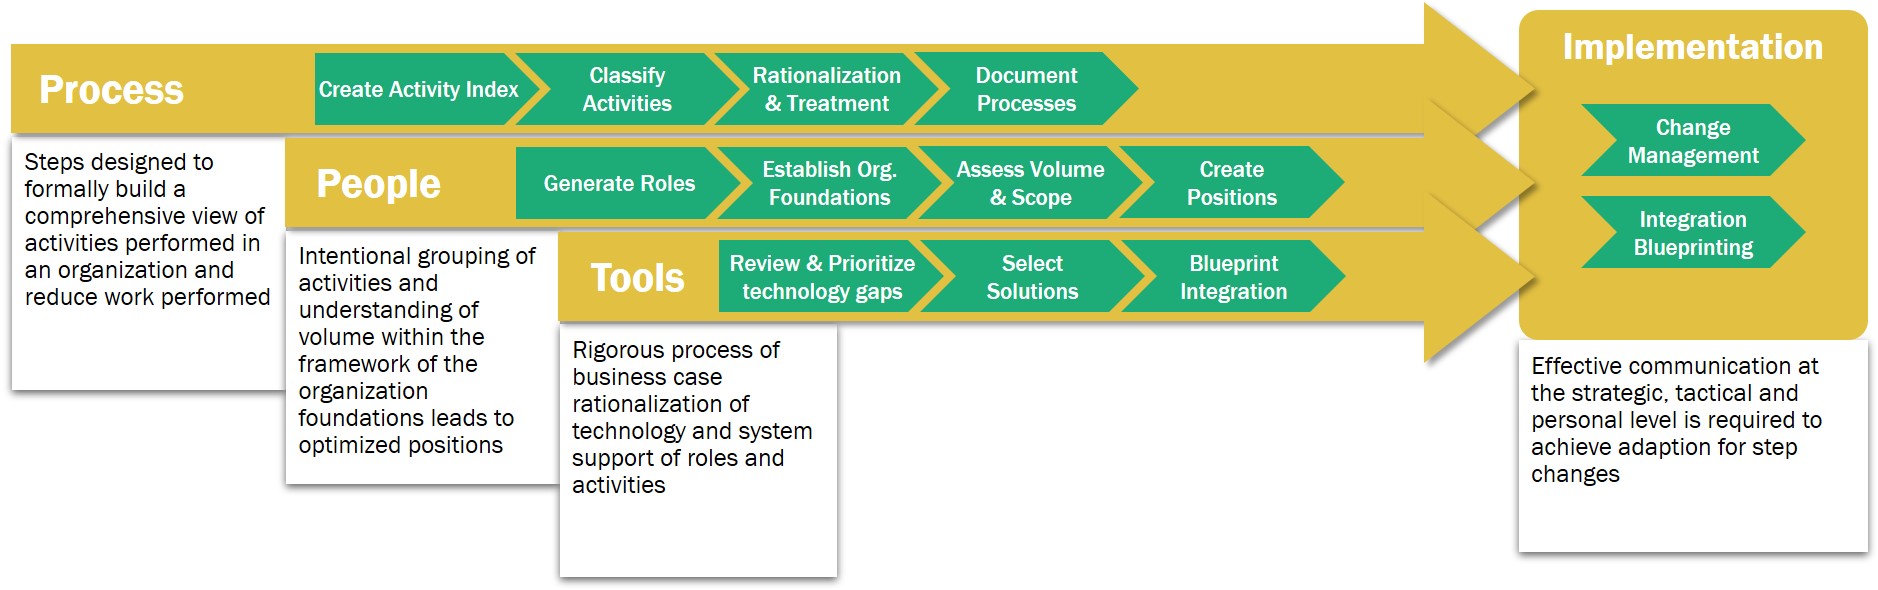 Process
Create Activity Index
Classify
Activities
Rationalization
& Treatment
Document
Processes
Steps designed to
formally build a
comprehensive view of
activities performed in
an organization and
reduce work performed
People
Generate Roles
Establish Org.
Foundations
Assess Volume
& Scope
Create
Positions
Intentional grouping of
activities and
understanding of
volume within the
framework of the
organization
foundations leads to
optimized positions
Tools
Review & Prioritize
technology gaps
Select
Solutions
Blueprint
Integration
Rigorous process of
business case
rationalization of
technology and system
support of roles and
activities
Implementation
Change
Management
Integration
Blueprinting
Effective communication at
the strategic, tactical and
personal level is required to
achieve adaption for step
changes